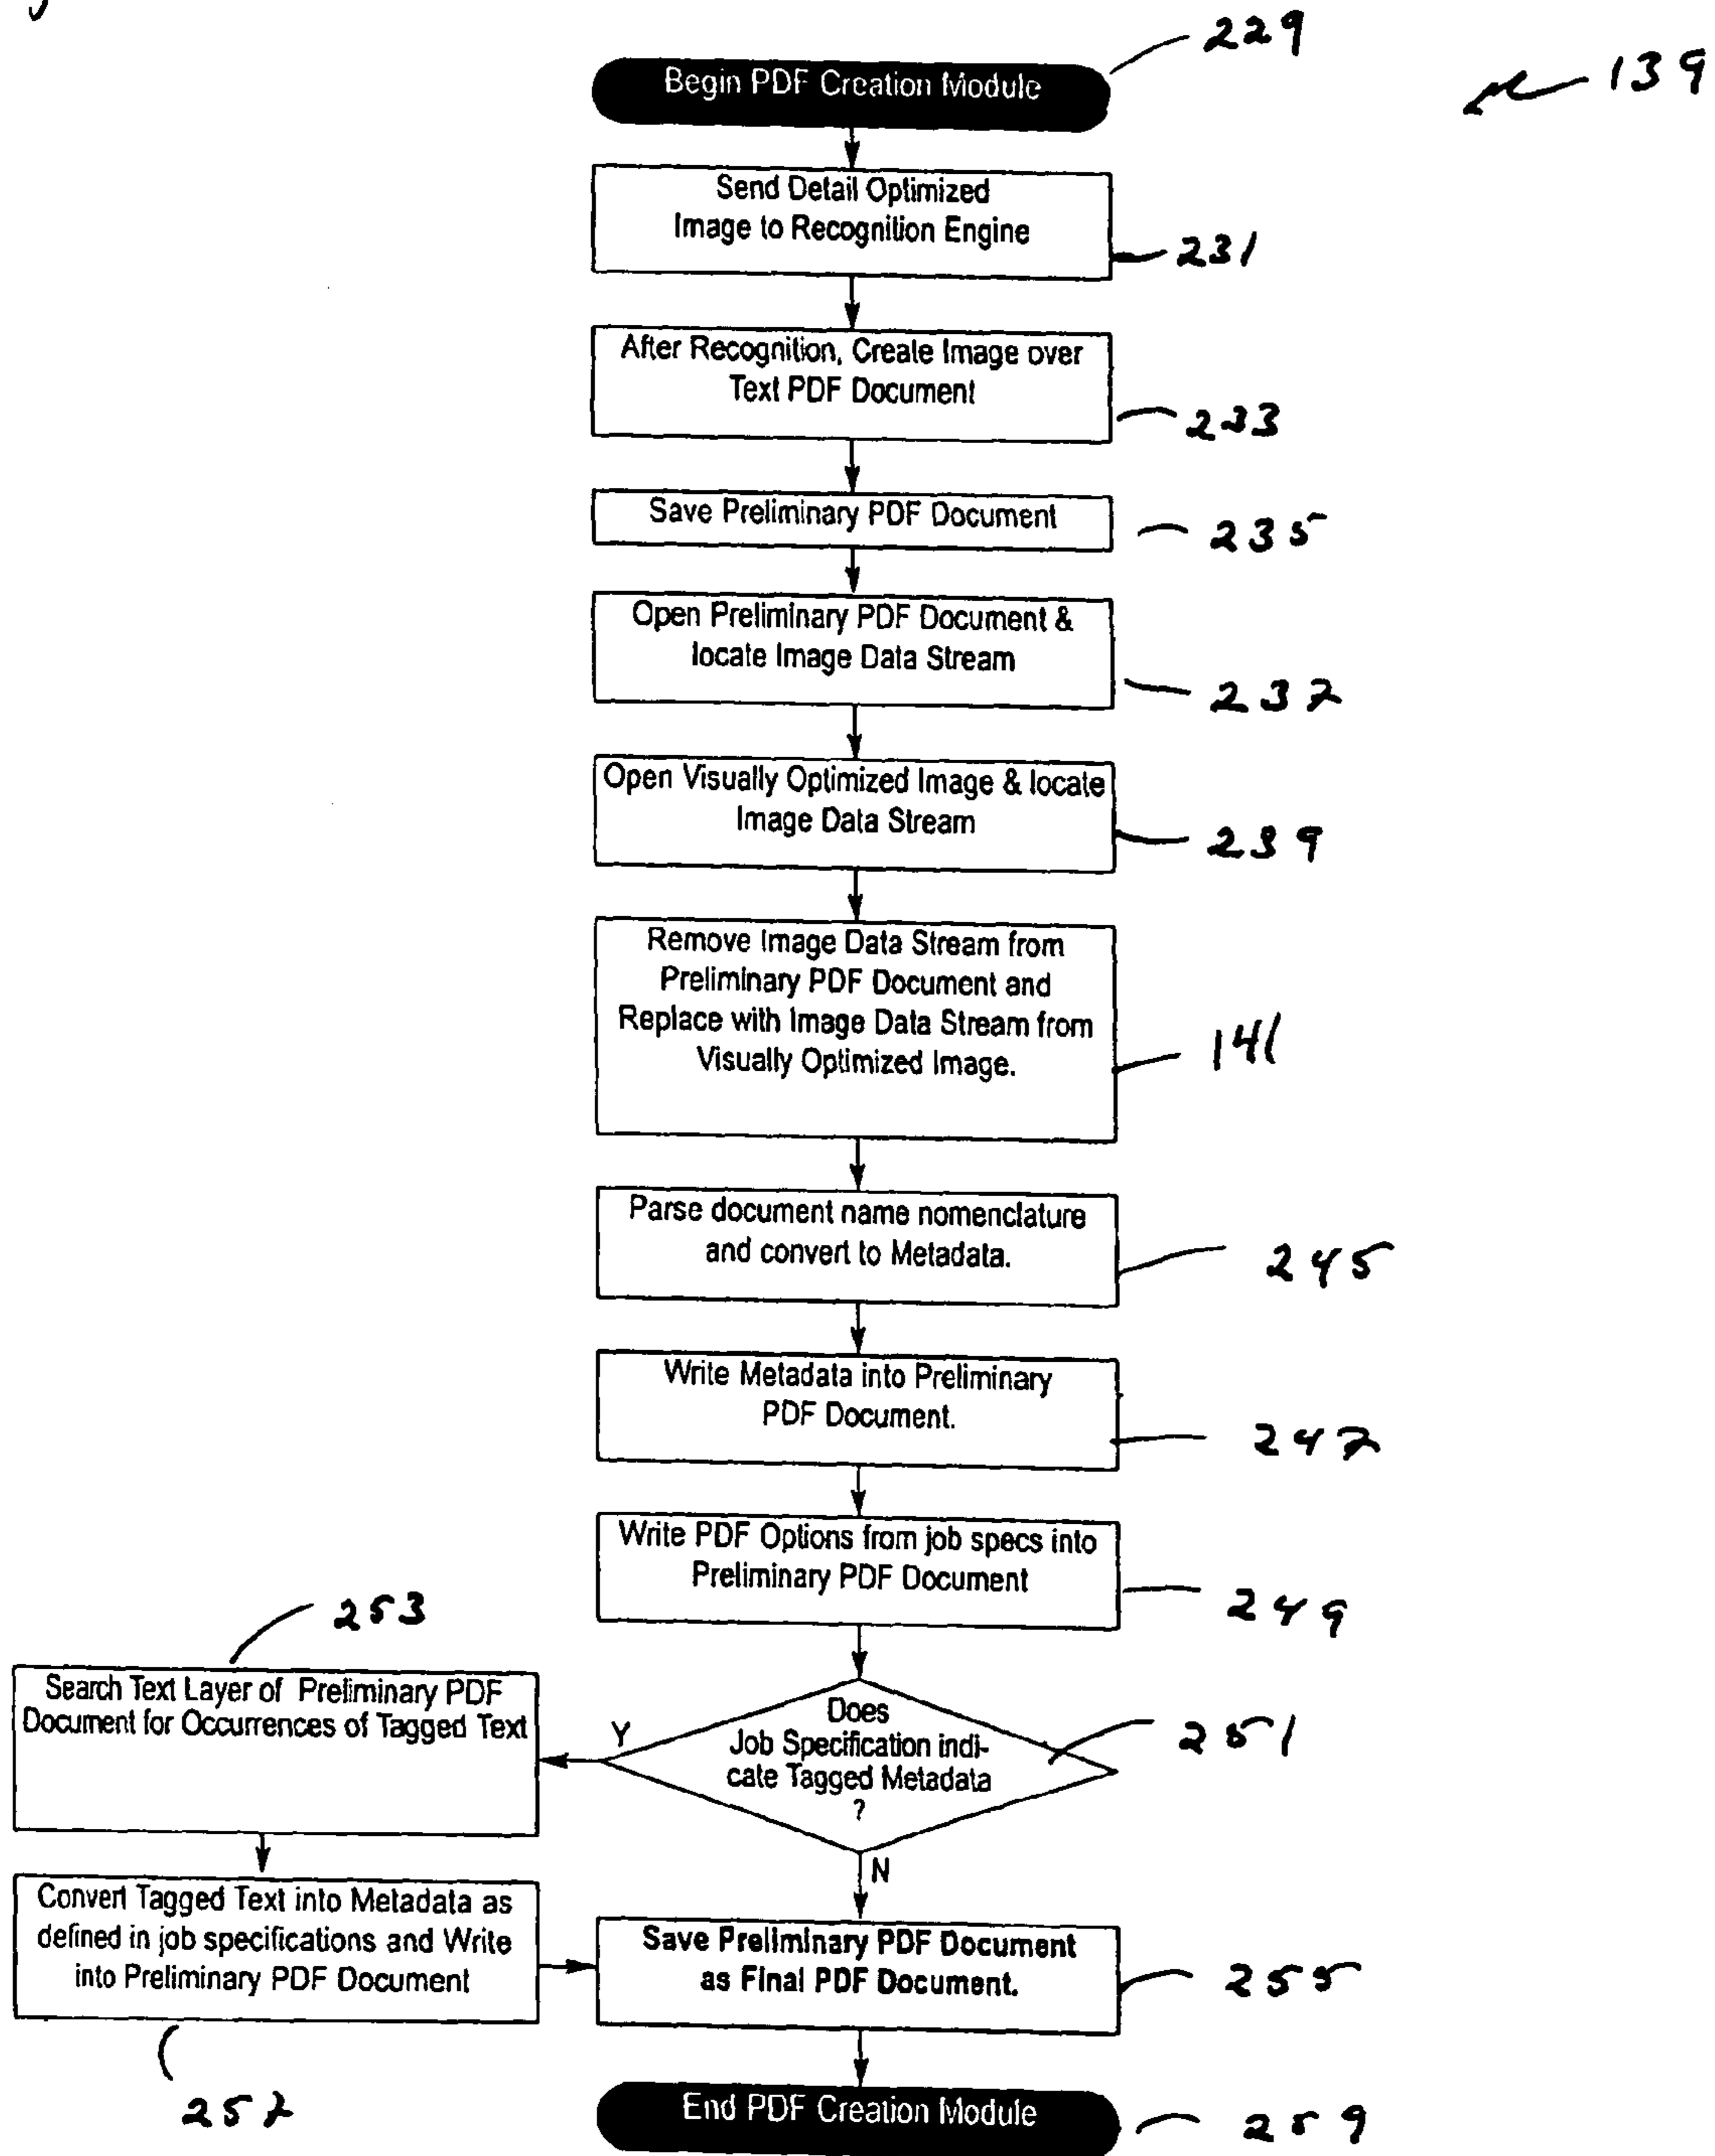 229
139
Begin PDF Creation Module
Send Detail Optimized
Image to Recognition Engine
231
After Recognition, Create Image over
Text PDF Document
233
Save Preliminary PDF Document
235
Open Preliminary PDF Document &
locate Image Data Stream
237
Open Visually Optimized Image & locate
Image Data Stream
239
Remove Image Data Stream from
Preliminary PDF Document and
Replace with Image Data Stream from
Visually Optimized Image.
141
Parse document name nomenclature
and convert to Metadata.
245
Write Metadata into Preliminary
PDF Document.
247
Write PDF Options from job specs into
Preliminary PDF Document
249
253
Search Text Layer of Preliminary PDF
Document for Occurrences of Tagged Text
Y
Does
Job Specification indi-
cate Tagged Metadata
?
251
N
Convert Tagged Text into Metadata as
defined in job specifications and Write
into Preliminary PDF Document
257
Save Preliminary PDF Document
as Final PDF Document.
255
End PDF Creation Module
259